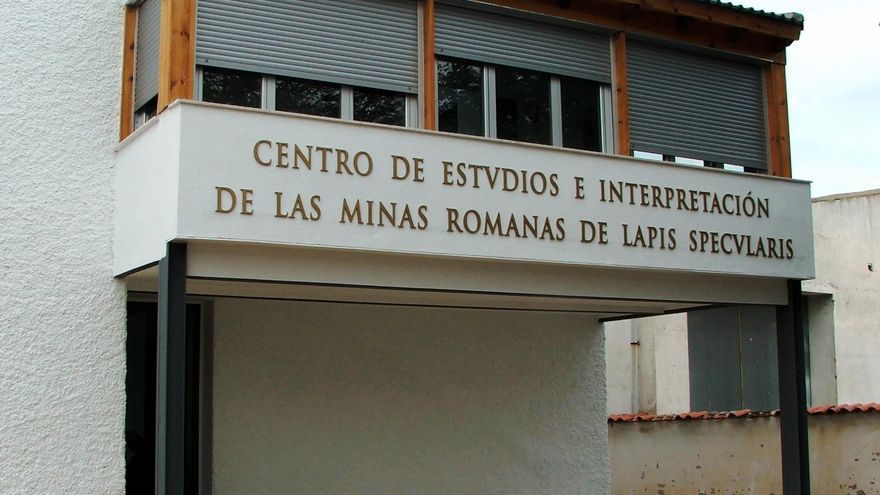 CENTRO DE ESTVDIOS E INTERPRETACIÓN
DE LAS MINAS ROMANAS DE LAPIS SPECVLARIS